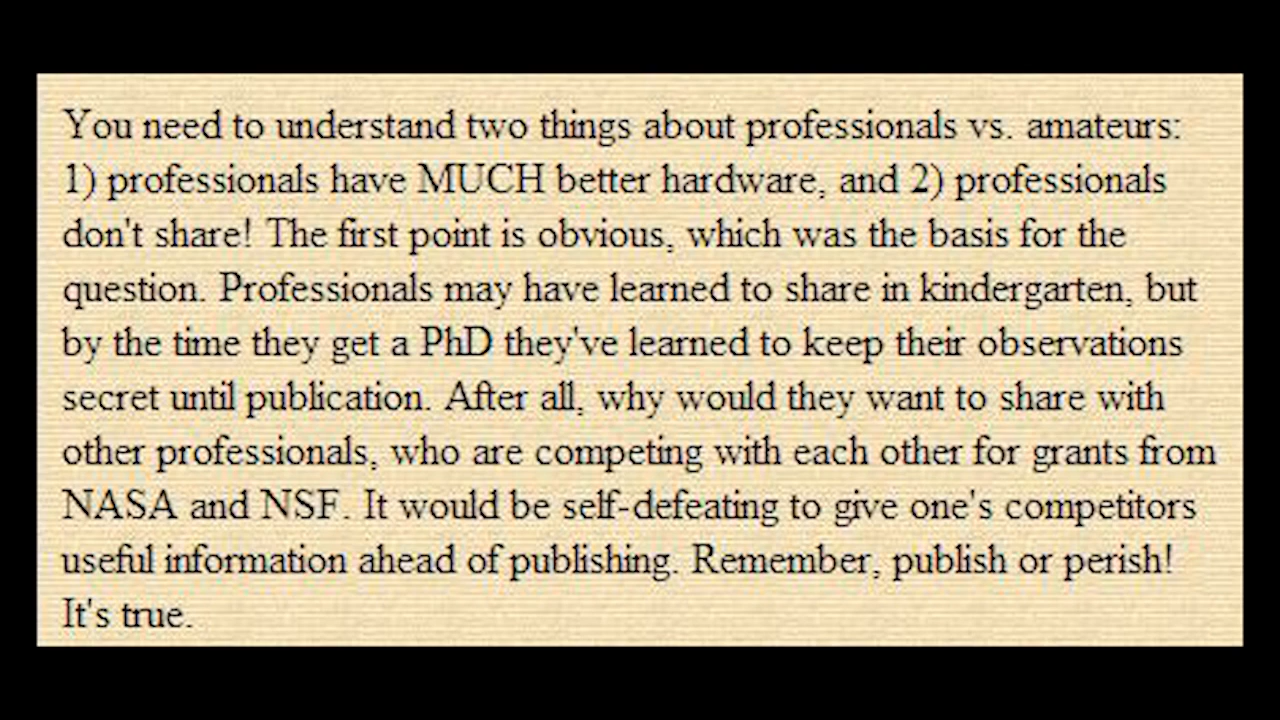 You need to understand two things about professionals vs. amateurs:
1) professionals have MUCH better hardware, and 2) professionals
don't share! The first point is obvious, which was the basis for the
question. Professionals may have learned to share in kindergarten, but
by the time they get a PhD they've learned to keep their observations
secret until publication. After all, why would they want to share with
other professionals, who are competing with each other for grants from
NASA and NSF. It would be self-defeating to give one's competitors
useful information ahead of publishing. Remember, publish or perish!
It's true.